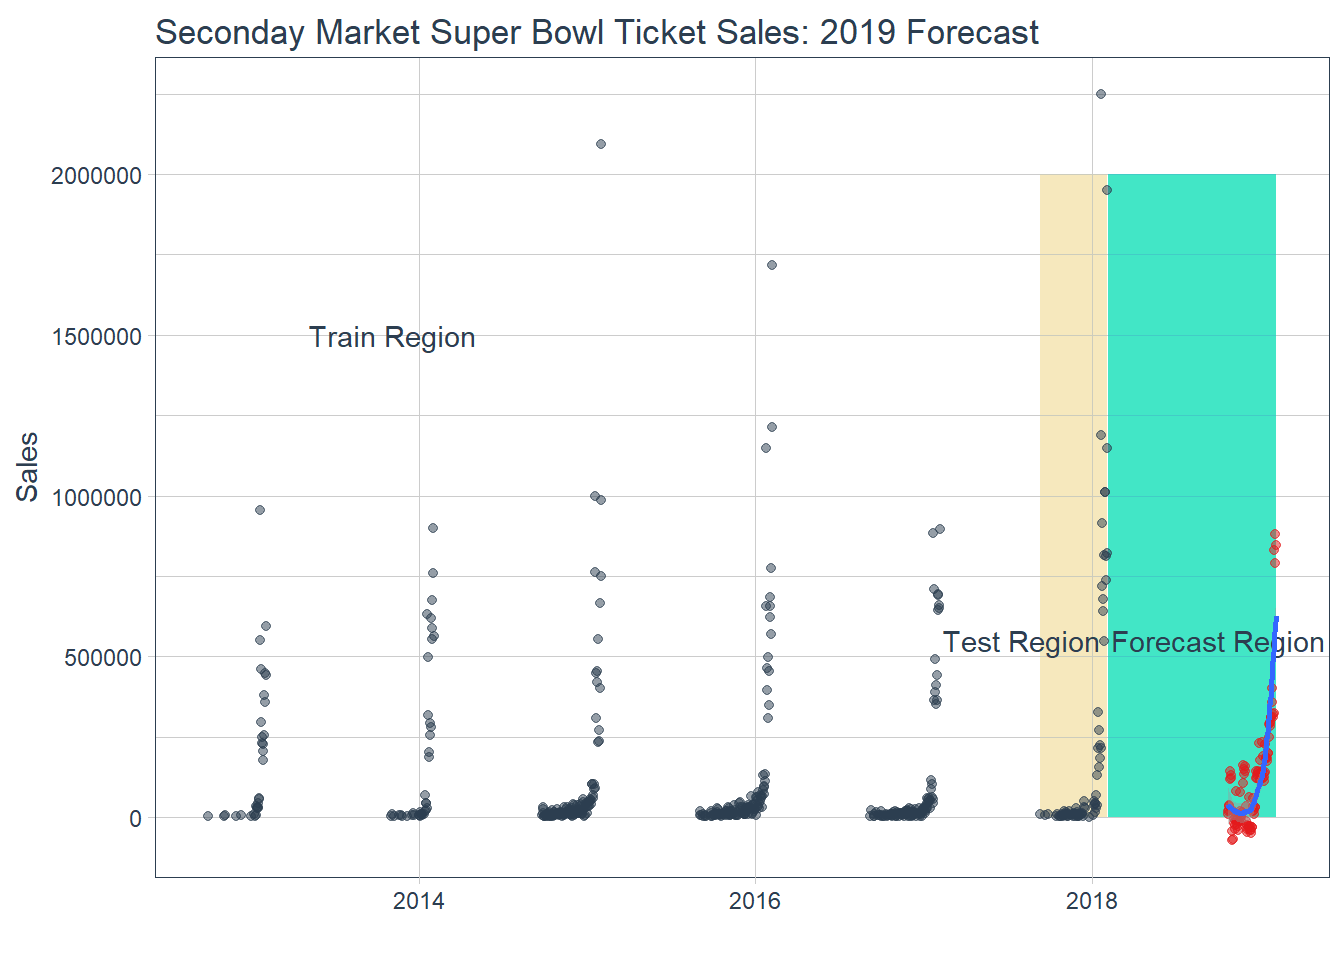 Seconday Market Super Bowl Ticket Sales: 2019 Forecast
2000000
1500000
1000000
500000
0
Sales
Train Region
Test Region
Forecast Region
2014
2016
2018